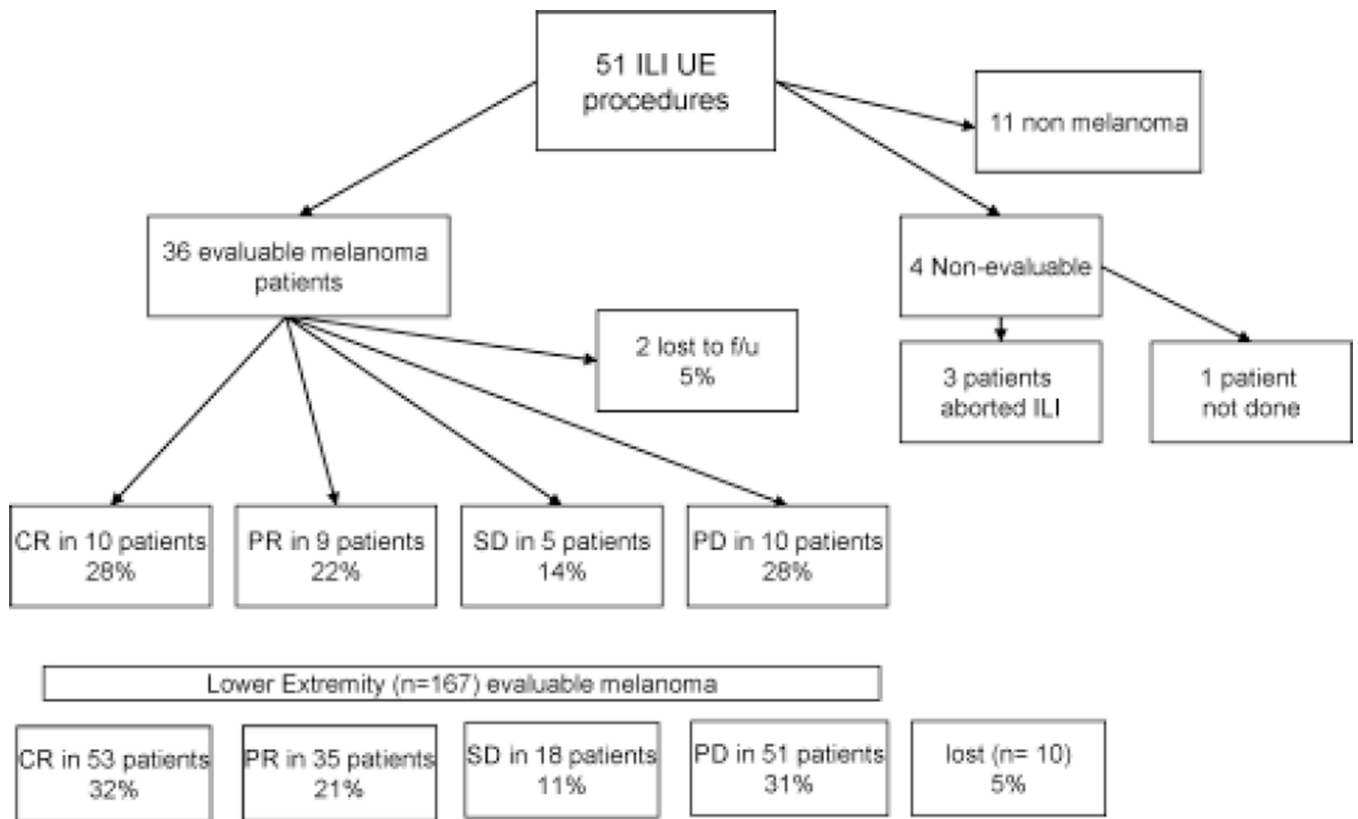 51 ILI UE
procedures
11 non melanoma
36 evaluable melanoma
patients
4 Non-evaluable
2 lost to f/u
5%
3 patients
aborted ILI
1 patient
not done
CR in 10 patients
28%
PR in 9 patients
22%
SD in 5 patients
14%
PD in 10 patients
28%
Lower Extremity (n=167) evaluable melanoma
CR in 53 patients
32%
PR in 35 patients
21%
SD in 18 patients
11%
PD in 51 patients
31%
lost (n= 10)
5%